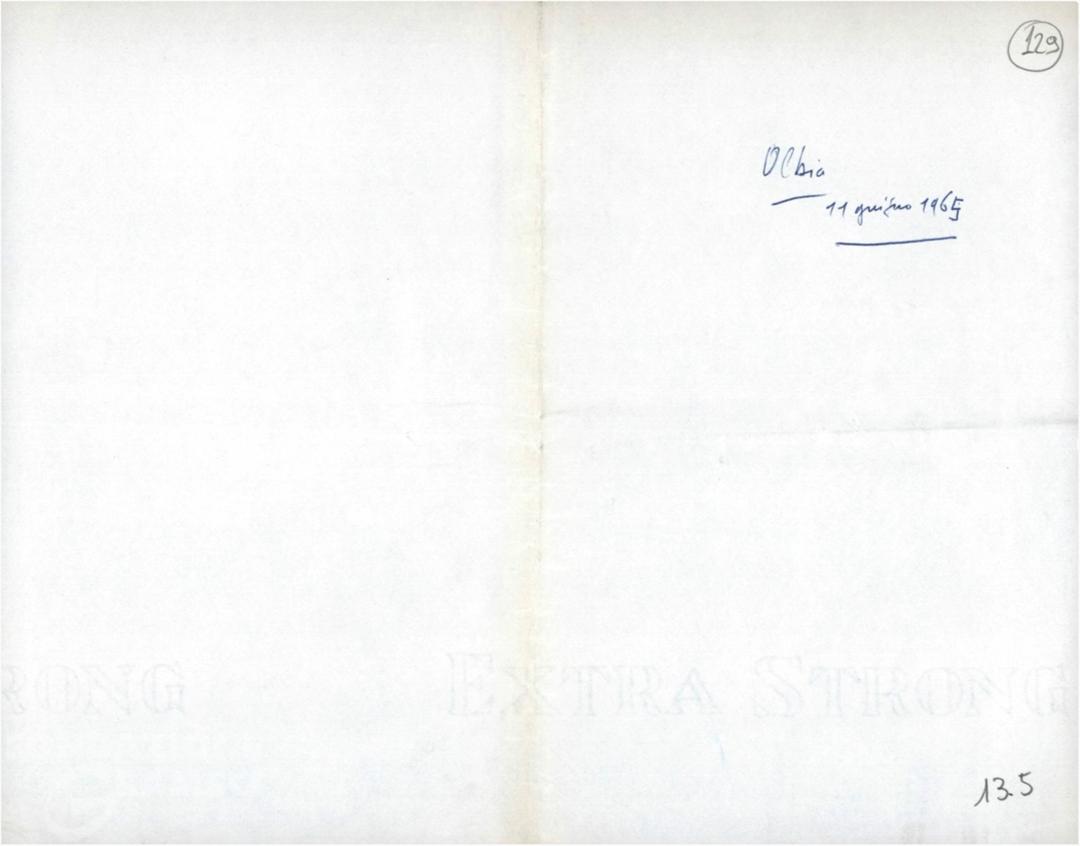 129
Olbia
11 giugno 1965
EXTRA STRONG
RONG
13.5